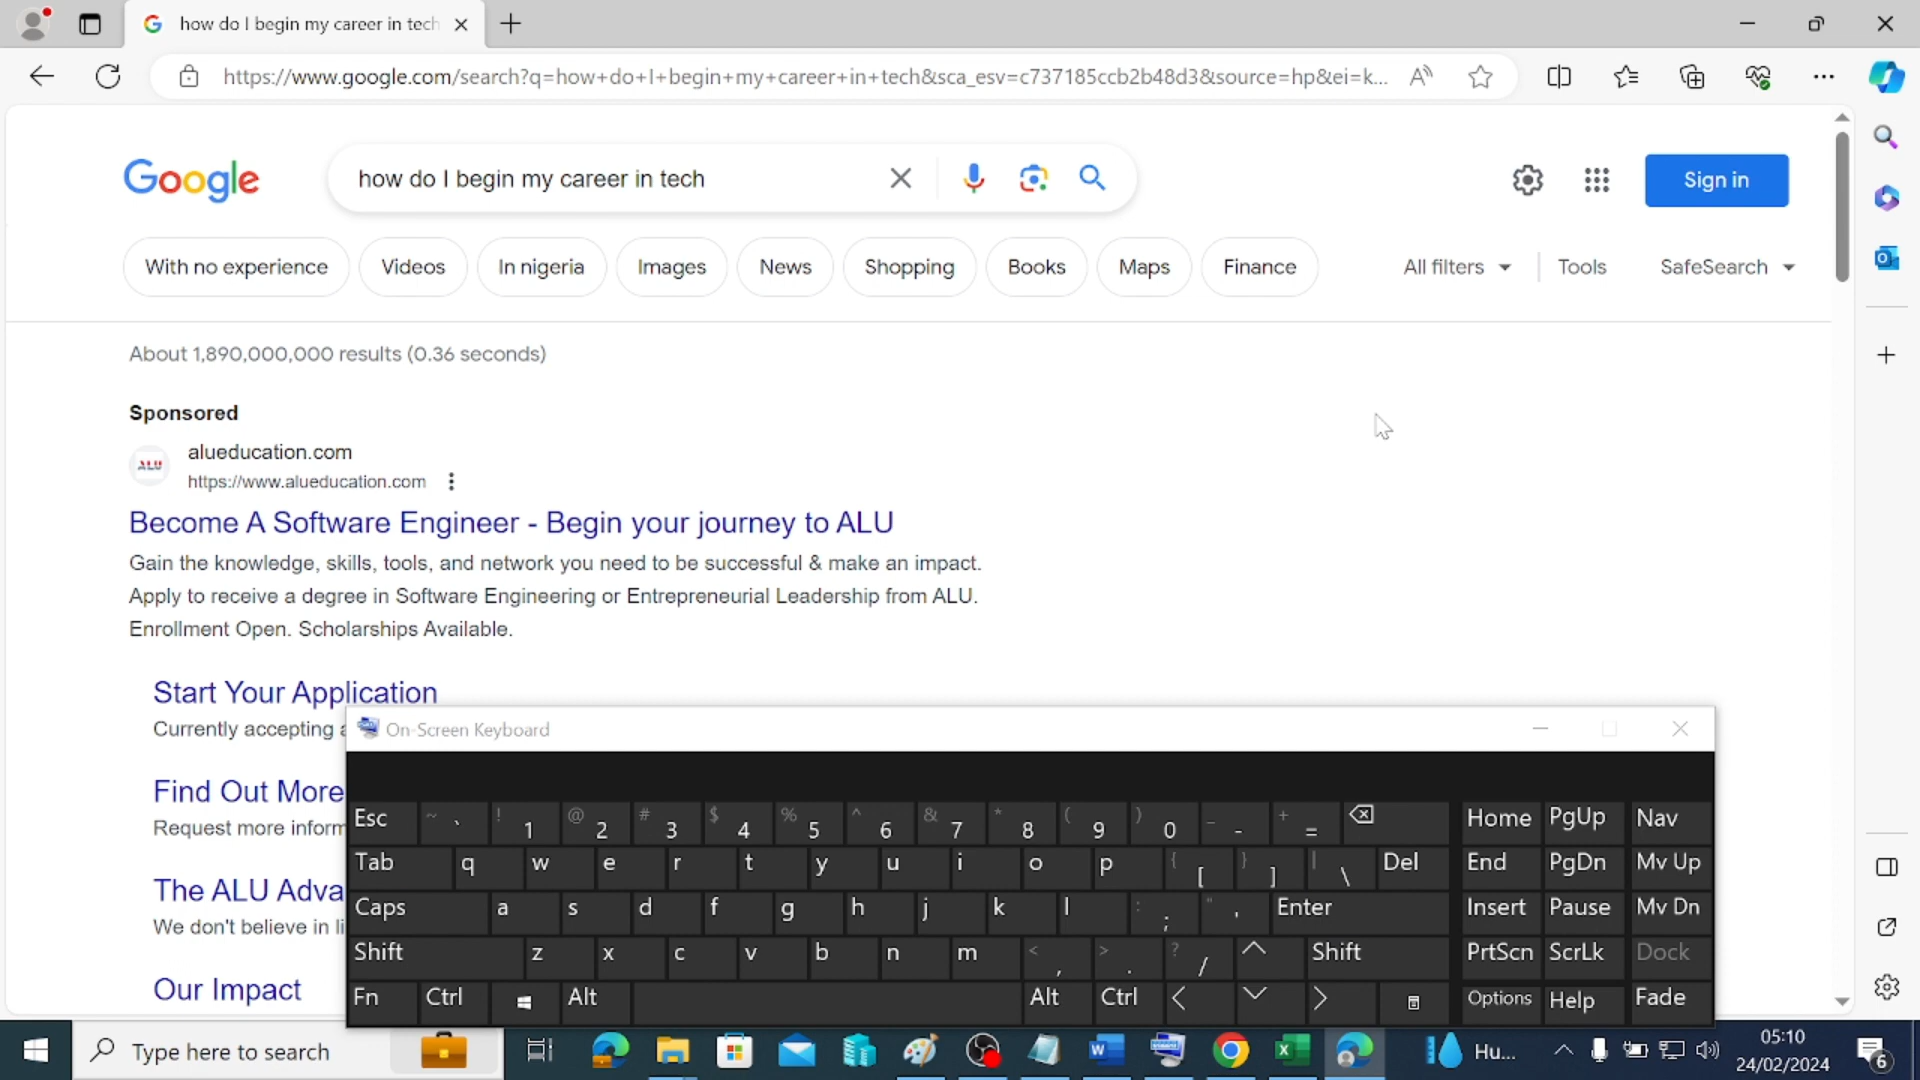 how do I begin my career in tech
https://www.google.com/search?q=how+do+I+begin+my+career+in+tech&sca_esv=c737185ccb2b48d3&source=hp&ei=k...
Google
how do I begin my career in tech
Sign in
With no experience Videos In nigeria Images News Shopping Books Maps Finance All filters Tools SafeSearch
About 1,890,000,000 results (0.36 seconds)
Sponsored
ALU
alueducation.com
https://www.alueducation.com
Become A Software Engineer - Begin your journey to ALU
Gain the knowledge, skills, tools, and network you need to be successful & make an impact.
Apply to receive a degree in Software Engineering or Entrepreneurial Leadership from ALU.
Enrollment Open. Scholarships Available.
Start Your Application
Currently accepting
Find Out More
Request more inform
The ALU Adva
We don't believe in li
Our Impact
On-Screen Keyboard
Esc ~ ` ! 1 @ 2 # 3 $ 4 % 5 ^ 6 & 7 * 8 ( 9 ) 0 _ - + = Home PgUp Nav
Tab q w e r t y u i o p { [ } ] | \ Del End PgDn Mv Up
Caps a s d f g h j k l : ; " ' Enter Insert Pause Mv Dn
Shift z x c v b n m < , > . ? / Shift PrtScn ScrLk Dock
Fn Ctrl Alt Alt Ctrl Options Help Fade
Type here to search
Hu...
05:10
24/02/2024
6